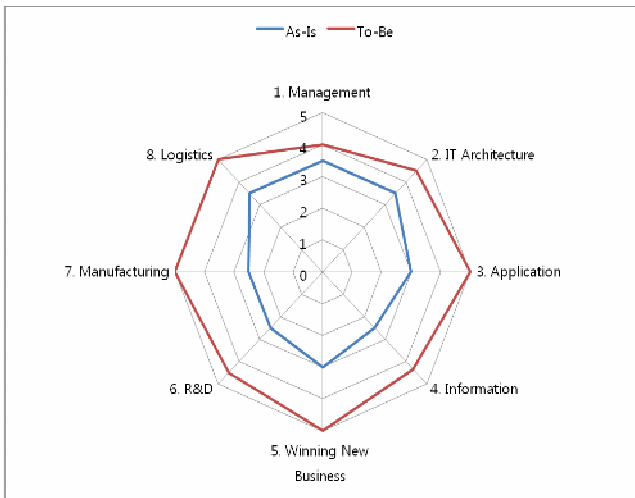 As-Is To-Be
1. Management
5
8. Logistics
2. IT Architecture
4
3
2
1
7. Manufacturing
0
3. Application
6. R&D
4. Information
5. Winning New
Business